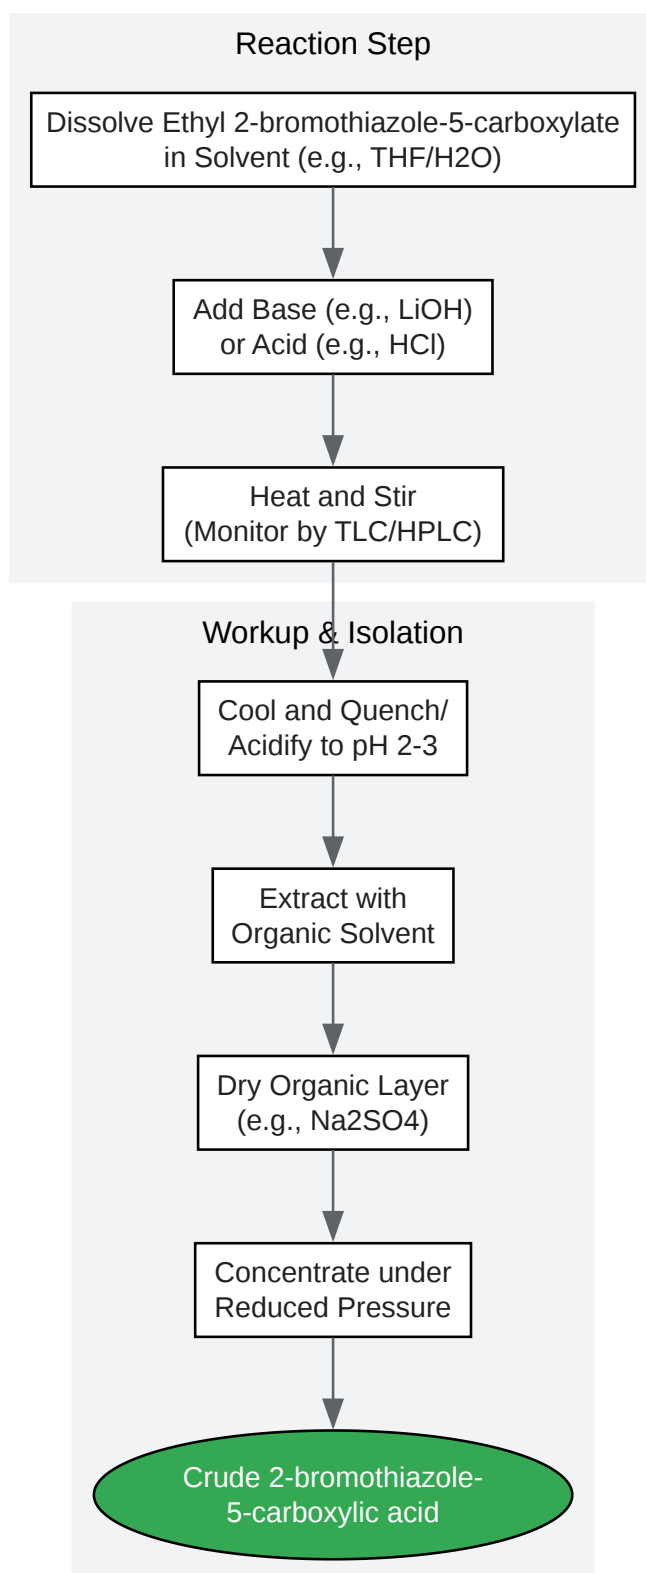 Reaction Step
Dissolve Ethyl 2-bromothiazole-5-carboxylate
in Solvent (e.g., THF/H2O)
Add Base (e.g., LiOH)
or Acid (e.g., HCl)
Heat and Stir
(Monitor by TLC/HPLC)
Workup & Isolation
Cool and Quench/
Acidify to pH 2-3
Extract with
Organic Solvent
Dry Organic Layer
(e.g., Na2SO4)
Concentrate under
Reduced Pressure
Crude 2-bromothiazole-
5-carboxylic acid